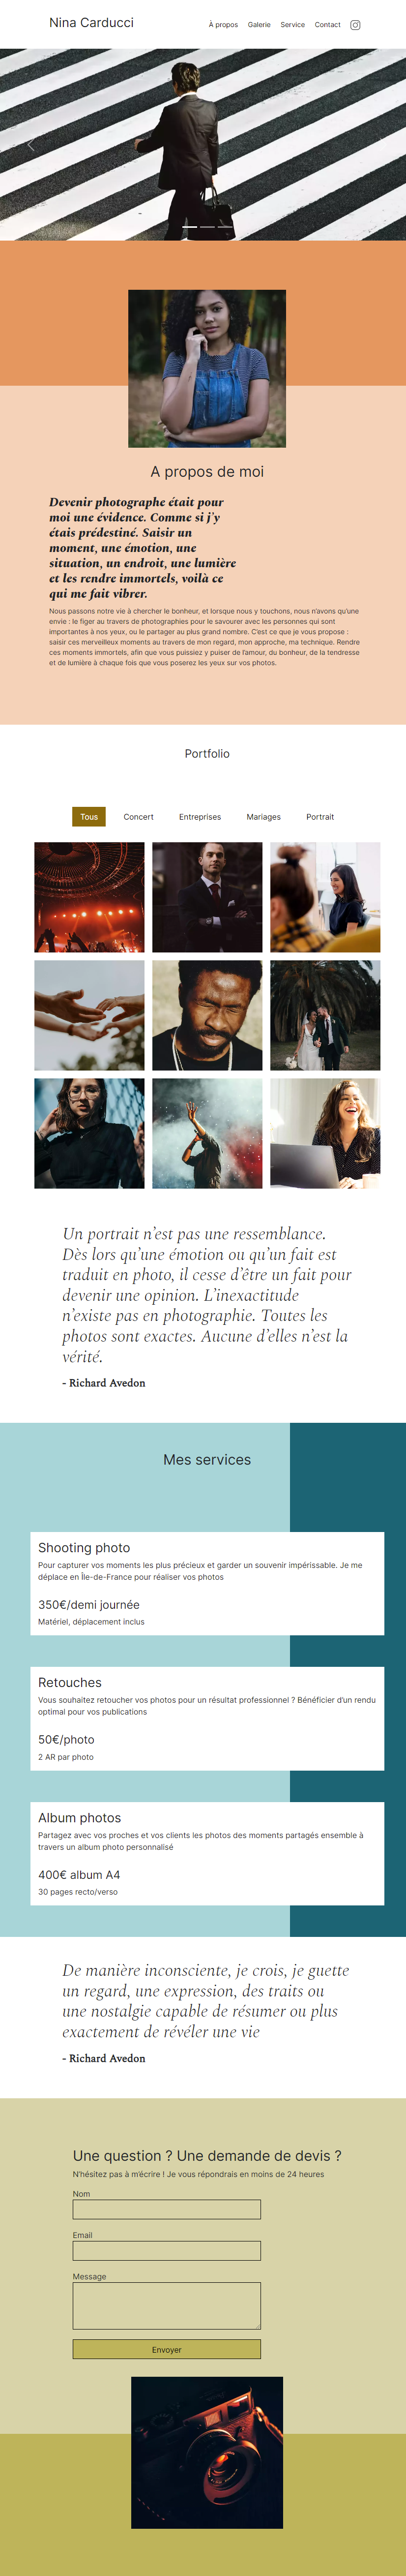 Nina Carducci
À propos
Galerie
Service
Contact
A propos de moi
Devenir photographe était pour
moi une évidence. Comme si j’y
étais prédestiné. Saisir un
moment, une émotion, une
situation, un endroit, une lumière
et les rendre immortels, voilà ce
qui me fait vibrer.
Nous passons notre vie à chercher le bonheur, et lorsque nous y touchons, nous n’avons qu’une
envie : le figer au travers de photographies pour le savourer avec les personnes qui sont
importantes à nos yeux, ou le partager au plus grand nombre. C’est ce que je vous propose :
saisir ces merveilleux moments au travers de mon regard, mon approche, ma technique. Rendre
ces moments immortels, afin que vous puissiez y puiser de l’amour, du bonheur, de la tendresse
et de lumière à chaque fois que vous poserez les yeux sur vos photos.
Portfolio
Tous
Concert
Entreprises
Mariages
Portrait
Un portrait n’est pas une ressemblance.
Dès lors qu’une émotion ou qu’un fait est
traduit en photo, il cesse d’être un fait pour
devenir une opinion. L’inexactitude
n’existe pas en photographie. Toutes les
photos sont exactes. Aucune d’elles n’est la
vérité.
- Richard Avedon
Mes services
Shooting photo
Pour capturer vos moments les plus précieux et garder un souvenir impérissable. Je me
déplace en Île-de-France pour réaliser vos photos
350€/demi journée
Matériel, déplacement inclus
Retouches
Vous souhaitez retoucher vos photos pour un résultat professionnel ? Bénéficier d’un rendu
optimal pour vos publications
50€/photo
2 AR par photo
Album photos
Partagez avec vos proches et vos clients les photos des moments partagés ensemble à
travers un album photo personnalisé
400€ album A4
30 pages recto/verso
De manière inconsciente, je crois, je guette
un regard, une expression, des traits ou
une nostalgie capable de résumer ou plus
exactement de révéler une vie
- Richard Avedon
Une question ? Une demande de devis ?
N’hésitez pas à m’écrire ! Je vous répondrais en moins de 24 heures
Nom
Email
Message
Envoyer